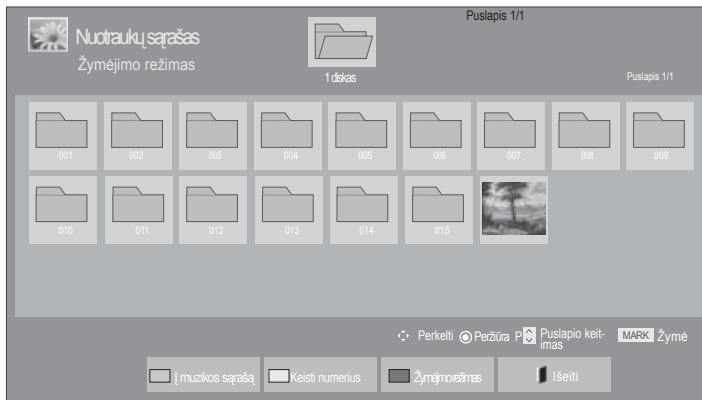 Puslapis 1/1
Nuotraukų sąrašas
Žymėjimo režimas
1 diskas
Puslapis 1/1
001 002 003 004 005 006 007 008 009
010 011 012 013 014 015
Perkelti Peržiūra P Puslapio keit-
imas MARK Žymė
Į muzikos sąrašą Keisti numerius Žymėjimo režimas Išeiti